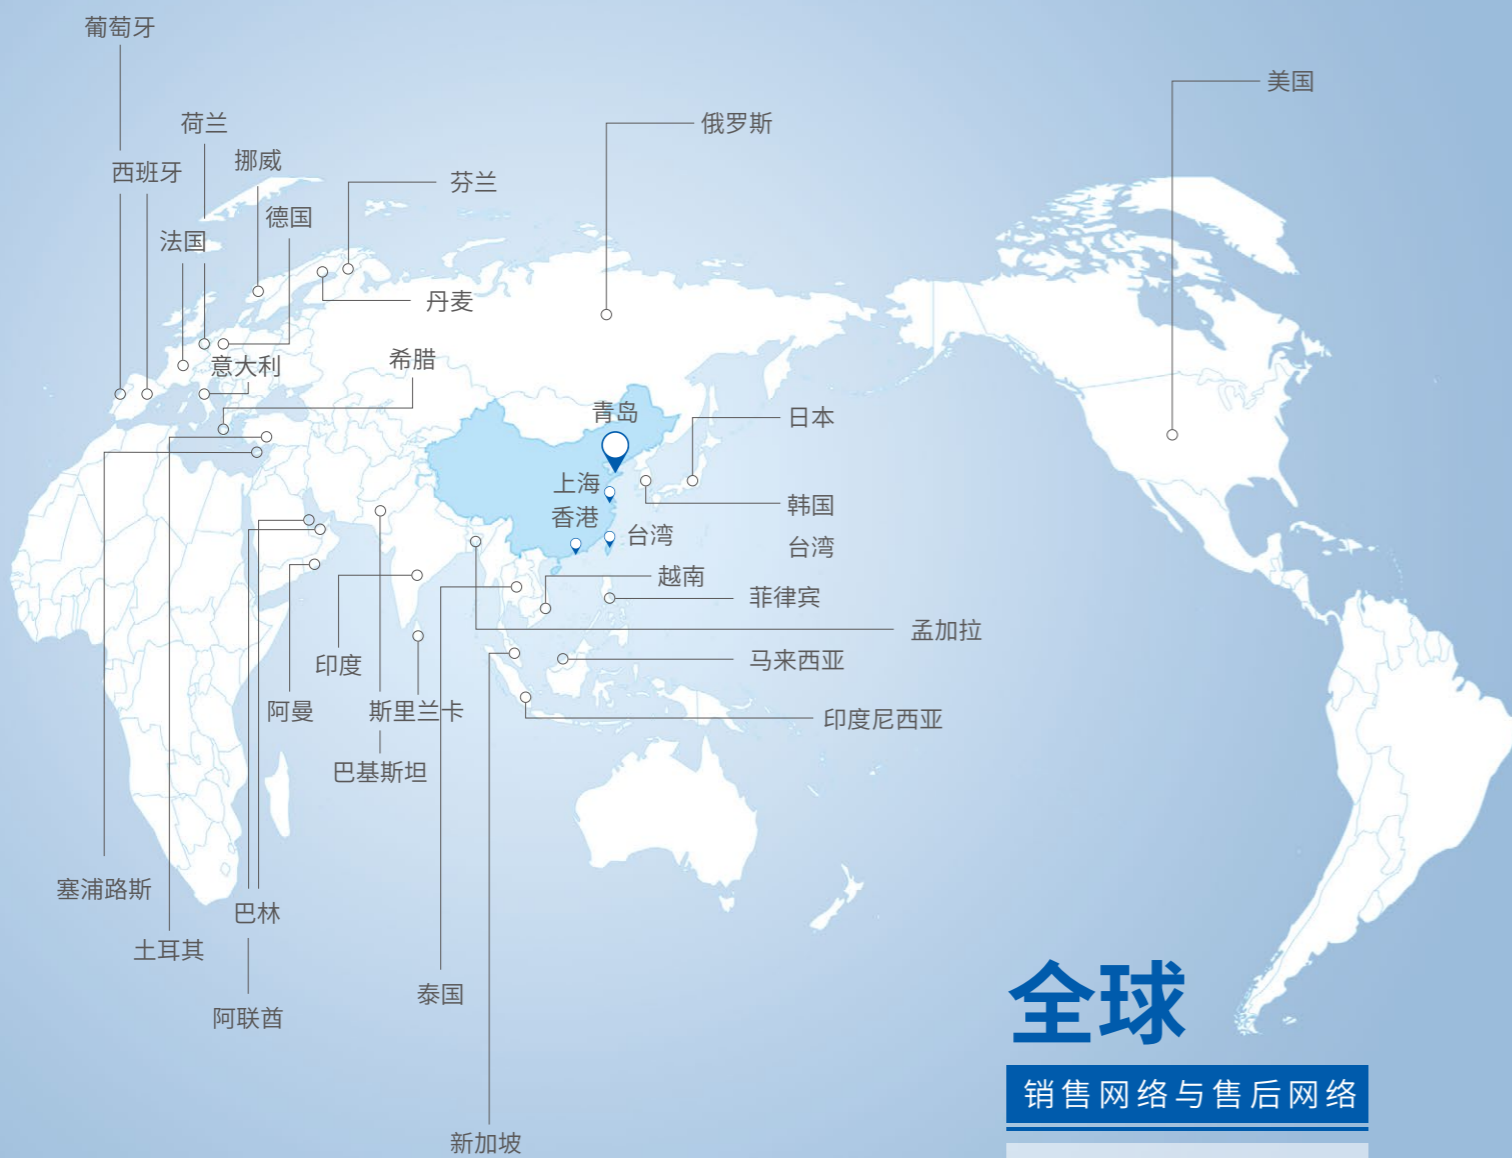 葡萄牙
美国
荷兰
俄罗斯
挪威
西班牙
芬兰
德国
法国
丹麦
希腊
意大利
青岛
日本
上海
韩国
香港
台湾
台湾
越南
菲律宾
孟加拉
马来西亚
印度
阿曼
斯里兰卡
印度尼西亚
巴基斯坦
塞浦路斯
巴林
土耳其
泰国
阿联酋
新加坡
全球
销售网络与售后网络